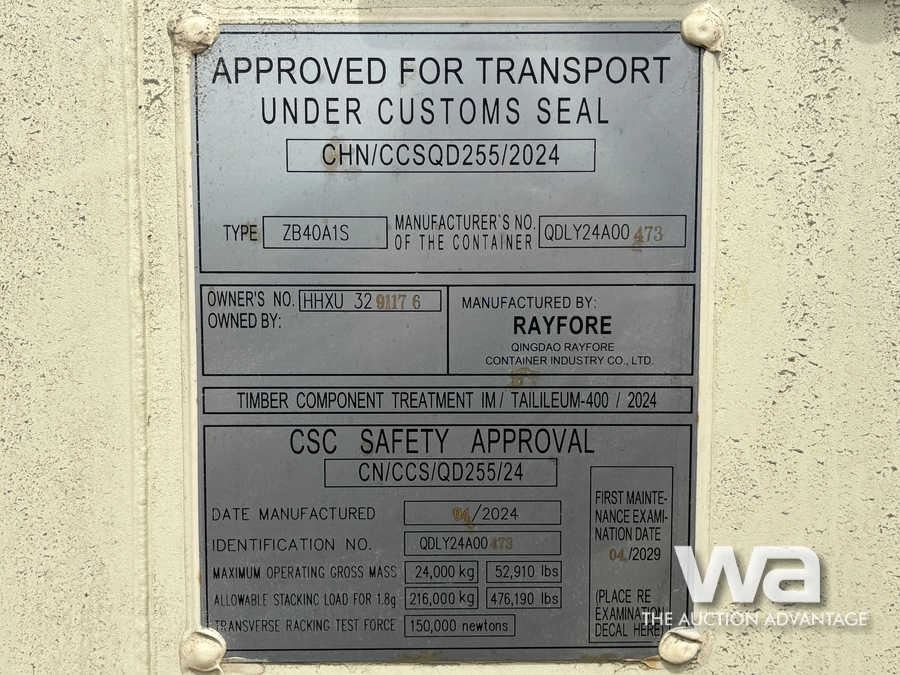 APPROVED FOR TRANSPORT
UNDER CUSTOMS SEAL
CHN/CCSQD255/2024
TYPE ZB40A1S
MANUFACTURER'S NO.
OF THE CONTAINER QDLY24A00 473
OWNER'S NO. HHXU 32 9117 6
OWNED BY:
MANUFACTURED BY:
RAYFORE
QINGDAO RAYFORE
CONTAINER INDUSTRY CO., LTD.
TIMBER COMPONENT TREATMENT IM / TAILILEUM-400 / 2024
CSC SAFETY APPROVAL
CN/CCS/QD255/24
DATE MANUFACTURED 04/2024
IDENTIFICATION NO. QDLY24A00473
MAXIMUM OPERATING GROSS MASS 24,000 kg 52,910 lbs
ALLOWABLE STACKING LOAD FOR 1.8g 216,000 kg 476,190 lbs
TRANSVERSE RACKING TEST FORCE 150,000 newtons
FIRST MAINTE-
NANCE EXAMI-
NATION DATE
04/2029
(PLACE RE
EXAMINATION
DECAL HERE)
wa
THE AUCTION ADVANTAGE